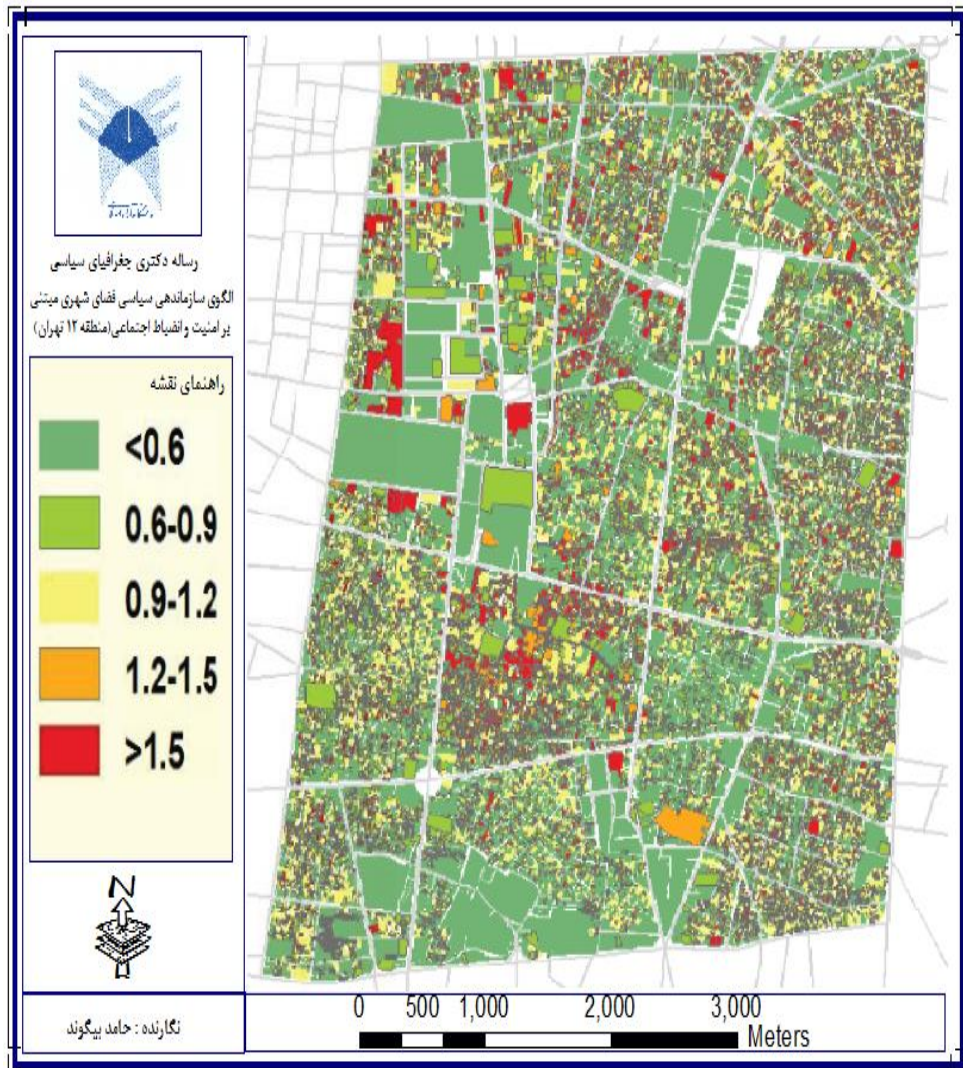 رساله دکتری جغرافیای سیاسی
الگوی سازماندهی سیاسی فضای شهری مبتنی
بر امنیت و انضباط اجتماعی(منطقه ۱۲ تهران)
راهنمای نقشه
<0.6
0.6-0.9
0.9-1.2
1.2-1.5
>1.5
N
نگارنده : حامد بیگوند
0 500 1,000 2,000 3,000
Meters